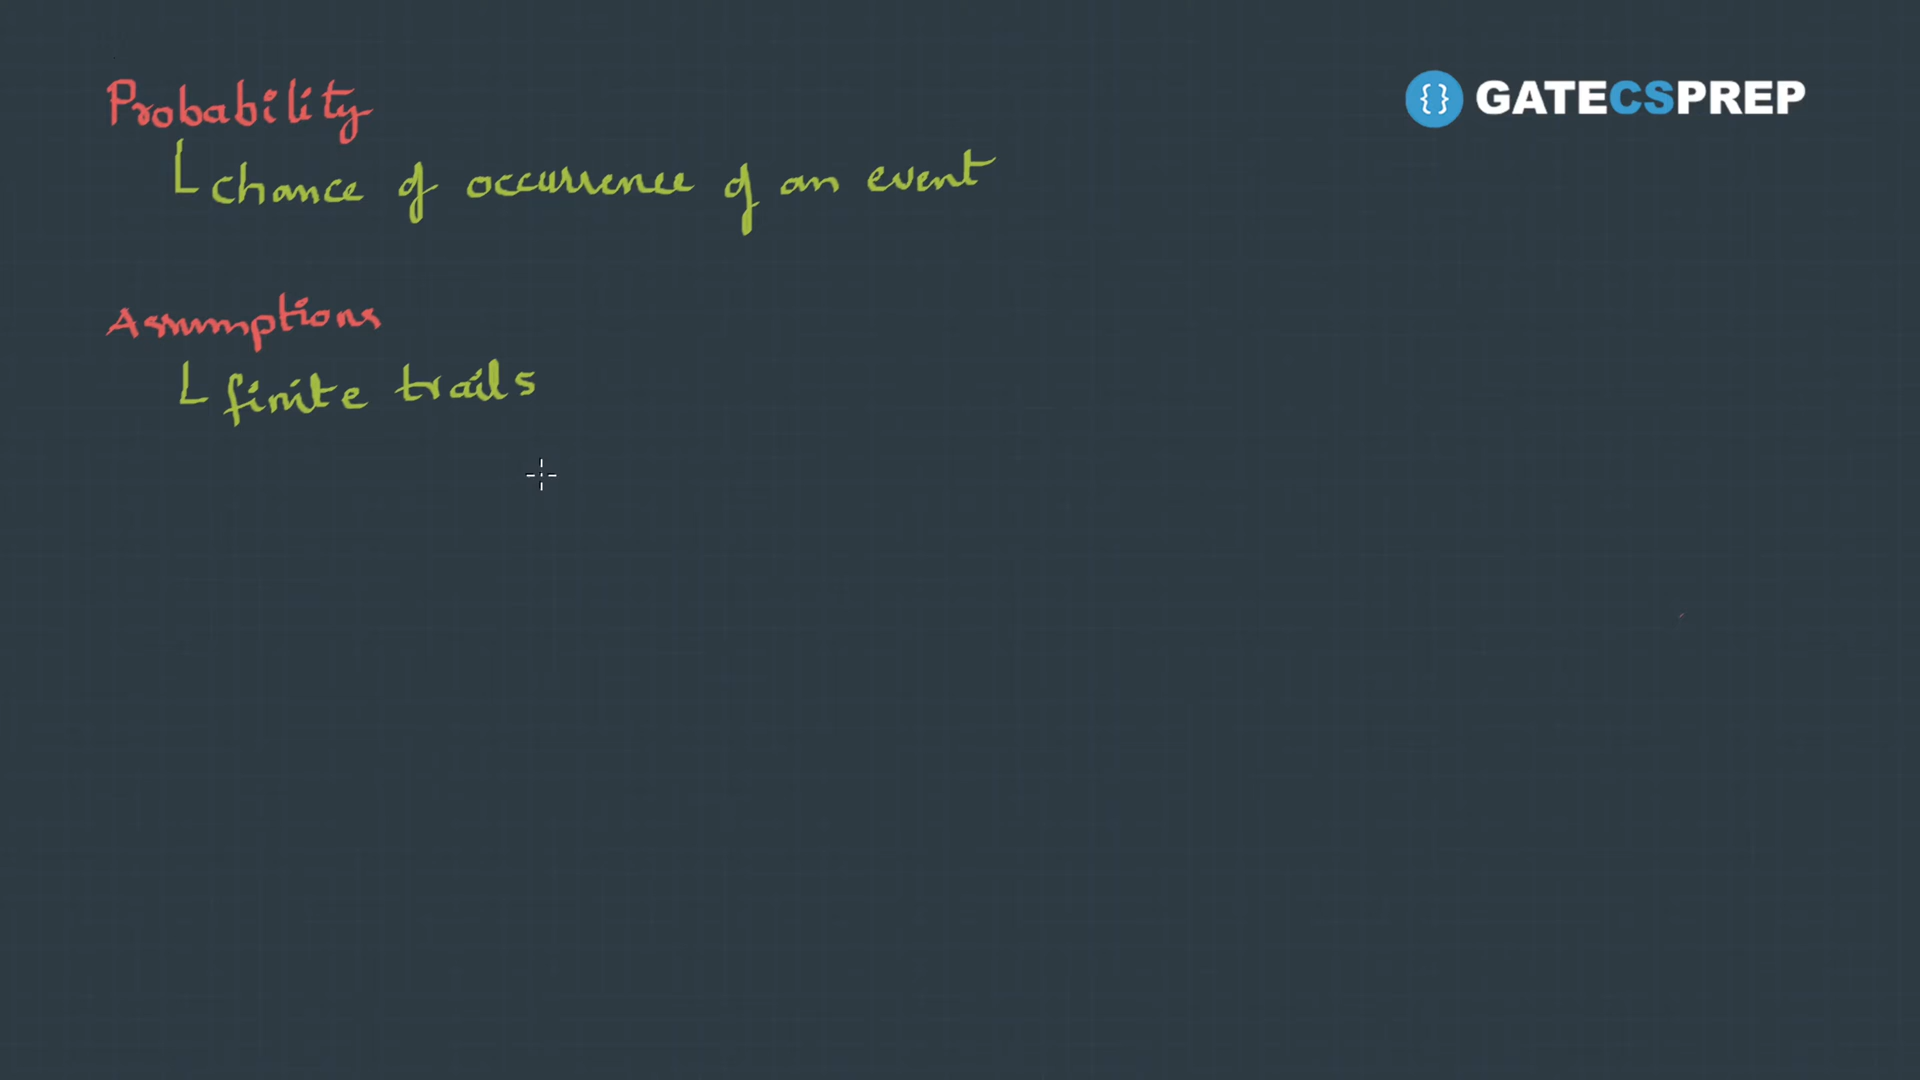 Probability
GATECSPREP
chance of occurrence of an event
Assumptions
finite trails